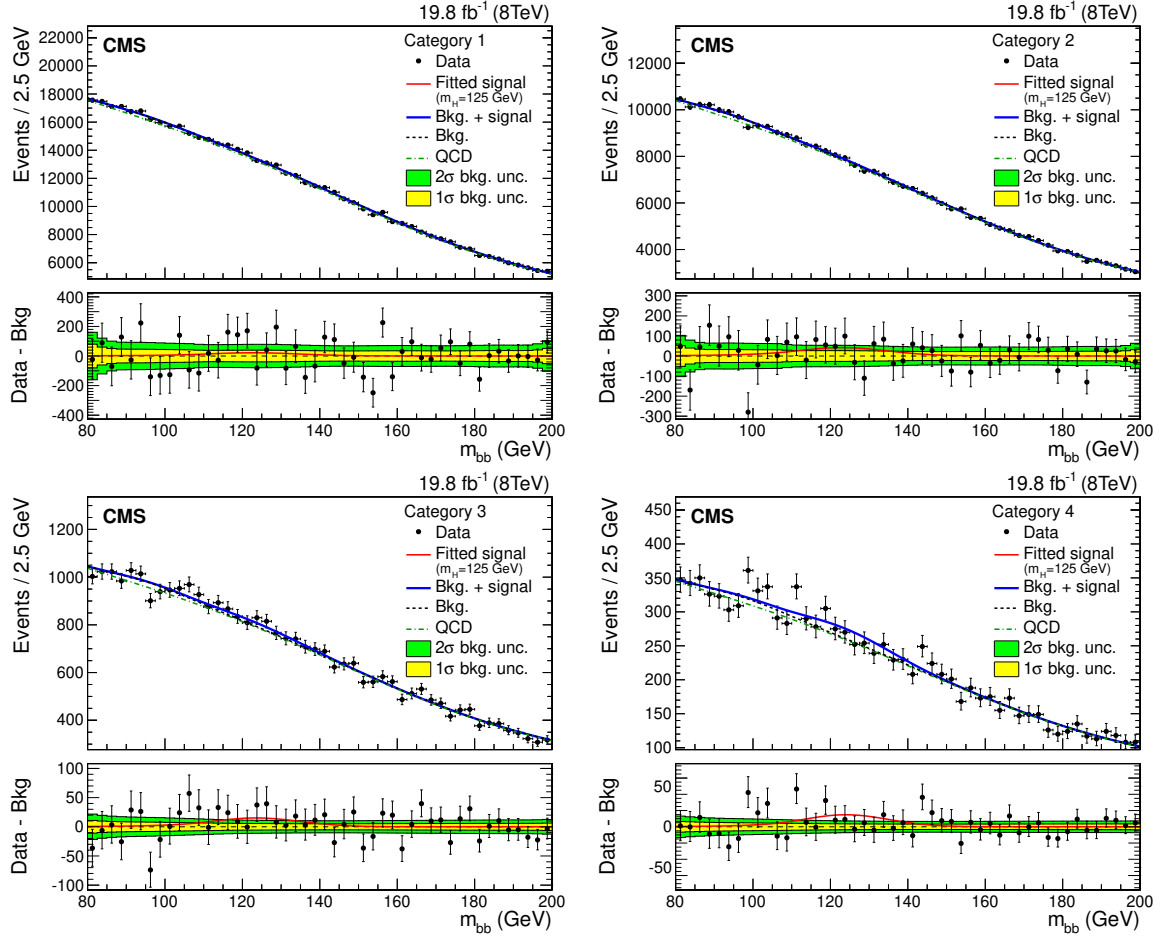 19.8 fb⁻¹ (8TeV)
CMS
Category 1
Data
Fitted signal
(m_H=125 GeV)
Bkg. + signal
Bkg.
QCD
2σ bkg. unc.
1σ bkg. unc.
Events / 2.5 GeV
22000
20000
18000
16000
14000
12000
10000
8000
6000
Data - Bkg
400
200
0
-200
-400
80 100 120 140 160 180 200
m_bb (GeV)
19.8 fb⁻¹ (8TeV)
CMS
Category 2
Data
Fitted signal
(m_H=125 GeV)
Bkg. + signal
Bkg.
QCD
2σ bkg. unc.
1σ bkg. unc.
Events / 2.5 GeV
12000
10000
8000
6000
4000
Data - Bkg
300
200
100
0
-100
-200
-300
80 100 120 140 160 180 200
m_bb (GeV)
19.8 fb⁻¹ (8TeV)
CMS
Category 3
Data
Fitted signal
(m_H=125 GeV)
Bkg. + signal
Bkg.
QCD
2σ bkg. unc.
1σ bkg. unc.
Events / 2.5 GeV
1200
1000
800
600
400
Data - Bkg
100
50
0
-50
-100
80 100 120 140 160 180 200
m_bb (GeV)
19.8 fb⁻¹ (8TeV)
CMS
Category 4
Data
Fitted signal
(m_H=125 GeV)
Bkg. + signal
Bkg.
QCD
2σ bkg. unc.
1σ bkg. unc.
Events / 2.5 GeV
450
400
350
300
250
200
150
100
Data - Bkg
50
0
-50
80 100 120 140 160 180 200
m_bb (GeV)